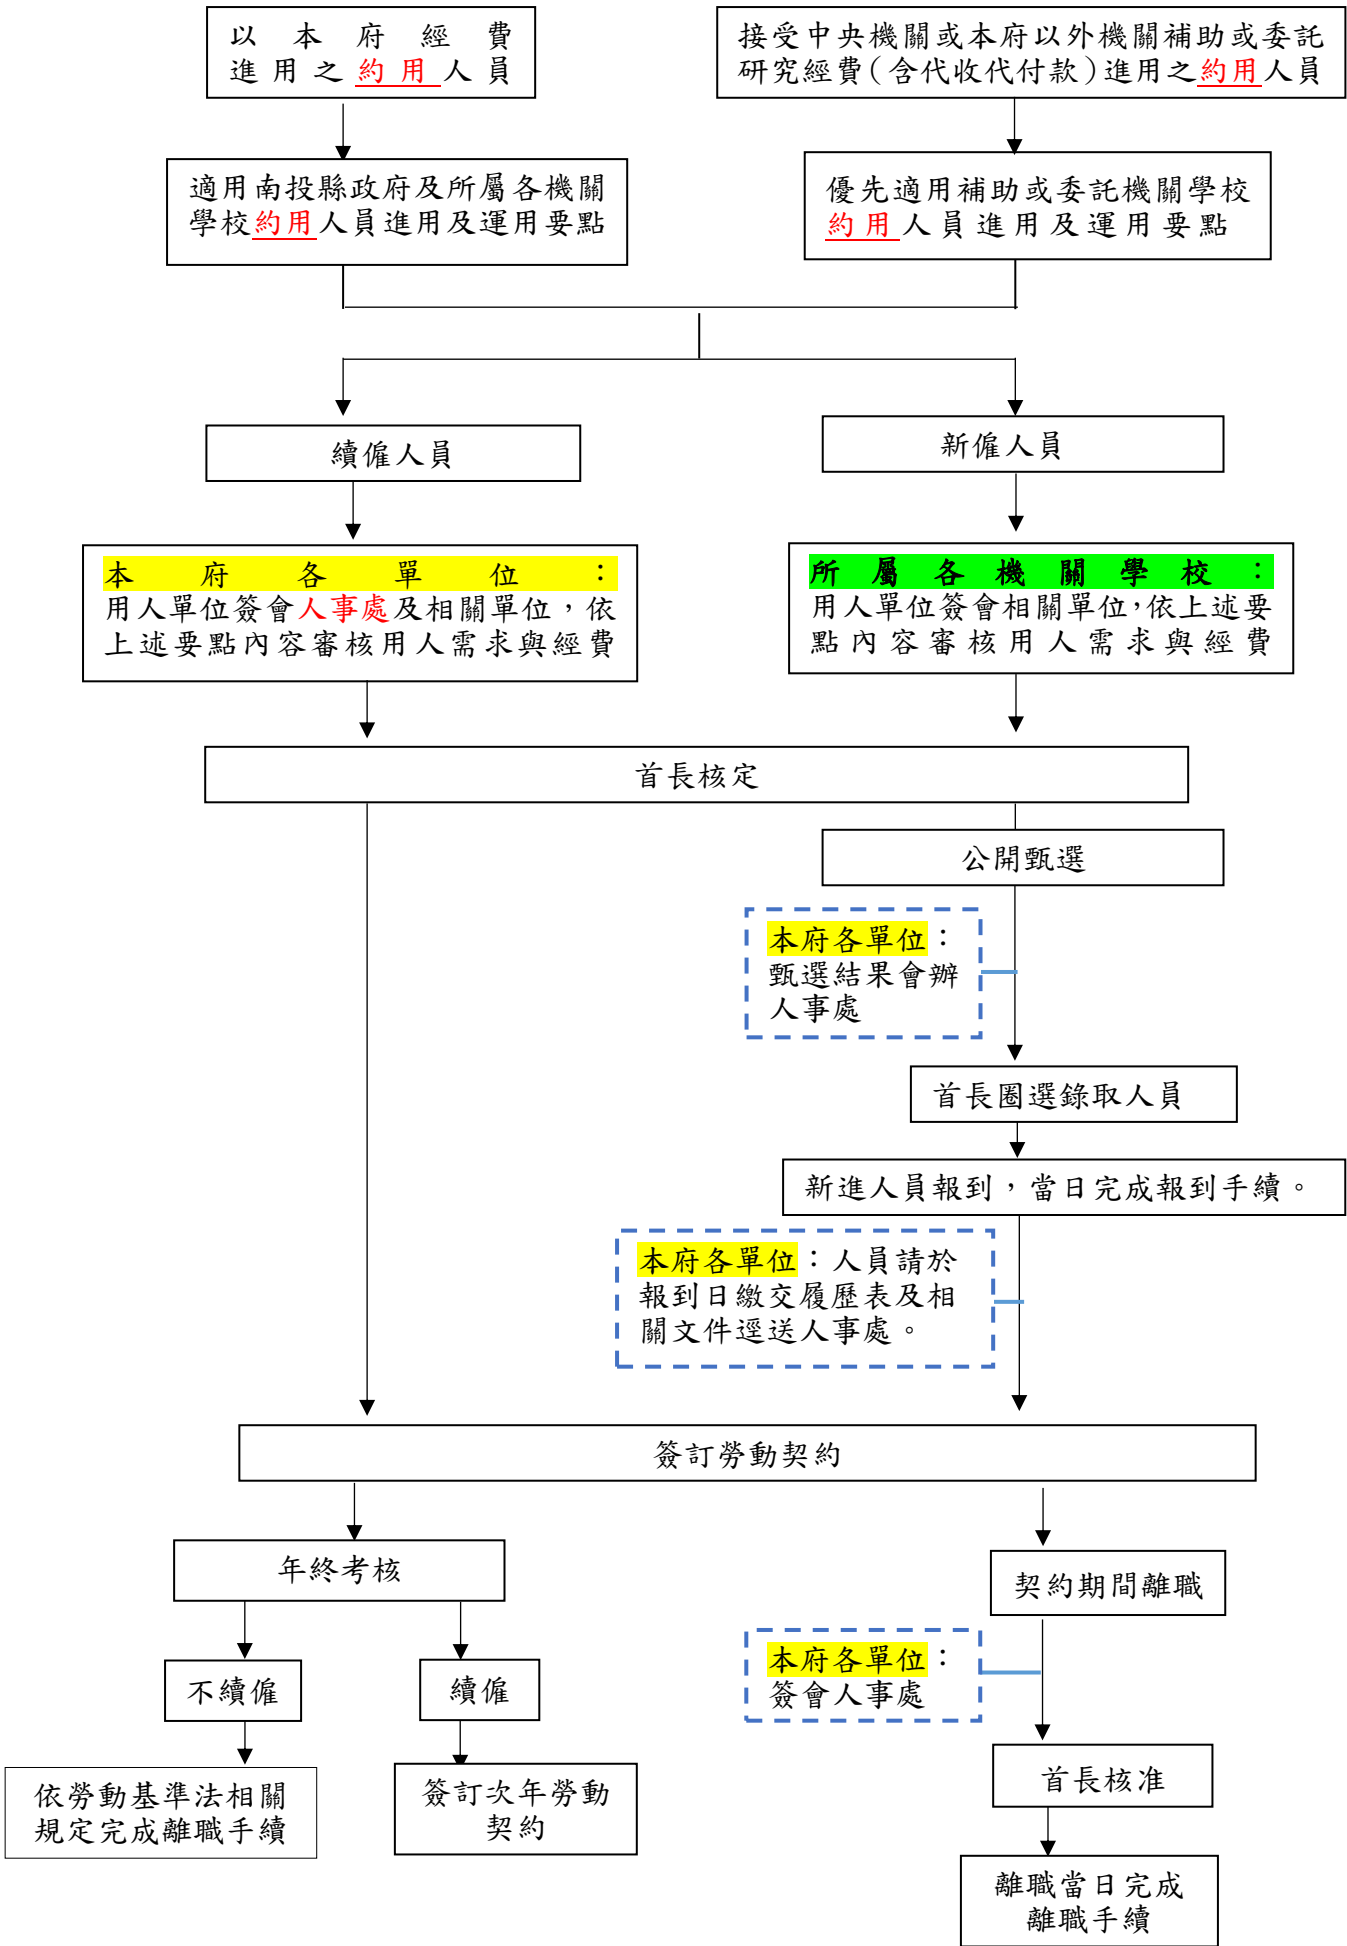 以本府經費
進用之約用人員
接受中央機關或本府以外機關補助或委託
研究經費(含代收代付款)進用之約用人員
適用南投縣政府及所屬各機關
學校約用人員進用及運用要點
優先適用補助或委託機關學校
約用人員進用及運用要點
續僱人員
新僱人員
本府各單位：
用人單位簽會人事處及相關單位，依
上述要點內容審核用人需求與經費
所屬各機關學校：
用人單位簽會相關單位，依上述要
點內容審核用人需求與經費
首長核定
公開甄選
本府各單位：
甄選結果會辦
人事處
首長圈選錄取人員
新進人員報到，當日完成報到手續。
本府各單位：人員請於
報到日繳交履歷表及相
關文件逕送人事處。
簽訂勞動契約
年終考核
契約期間離職
本府各單位：
簽會人事處
不續僱
續僱
首長核准
依勞動基準法相關
規定完成離職手續
簽訂次年勞動
契約
離職當日完成
離職手續